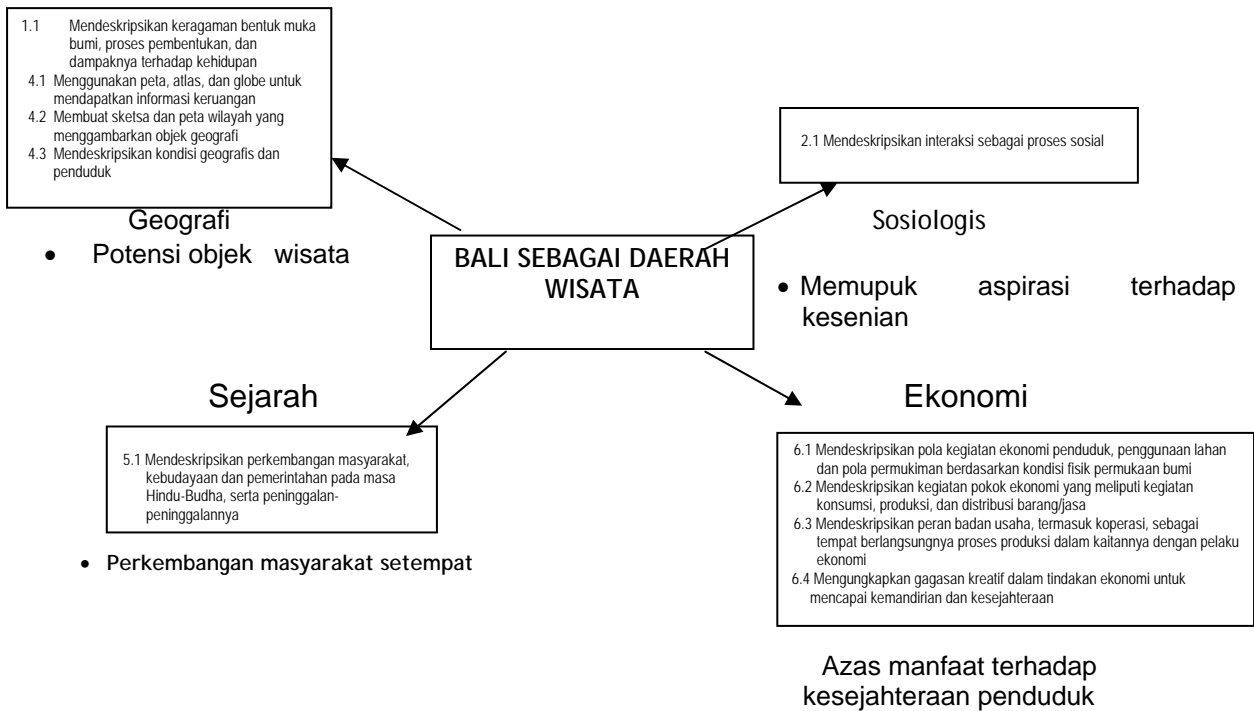 1.1 Mendeskripsikan keragaman bentuk muka
bumi, proses pembentukan, dan
dampaknya terhadap kehidupan
4.1 Menggunakan peta, atlas, dan globe untuk
mendapatkan informasi keruangan
4.2 Membuat sketsa dan peta wilayah yang
menggambarkan objek geografi
4.3 Mendeskripsikan kondisi geografis dan
penduduk
Geografi
• Potensi objek wisata
2.1 Mendeskripsikan interaksi sebagai proses sosial
Sosiologis
• Memupuk aspirasi terhadap
kesenian
BALI SEBAGAI DAERAH
WISATA
Sejarah
5.1 Mendeskripsikan perkembangan masyarakat,
kebudayaan dan pemerintahan pada masa
Hindu-Budha, serta peninggalan-
peninggalannya
• Perkembangan masyarakat setempat
Ekonomi
6.1 Mendeskripsikan pola kegiatan ekonomi penduduk, penggunaan lahan
dan pola permukiman berdasarkan kondisi fisik permukaan bumi
6.2 Mendeskripsikan kegiatan pokok ekonomi yang meliputi kegiatan
konsumsi, produksi, dan distribusi barang/jasa
6.3 Mendeskripsikan peran badan usaha, termasuk koperasi, sebagai
tempat berlangsungnya proses produksi dalam kaitannya dengan pelaku
ekonomi
6.4 Mengungkapkan gagasan kreatif dalam tindakan ekonomi untuk
mencapai kemandirian dan kesejahteraan
Azas manfaat terhadap
kesejahteraan penduduk